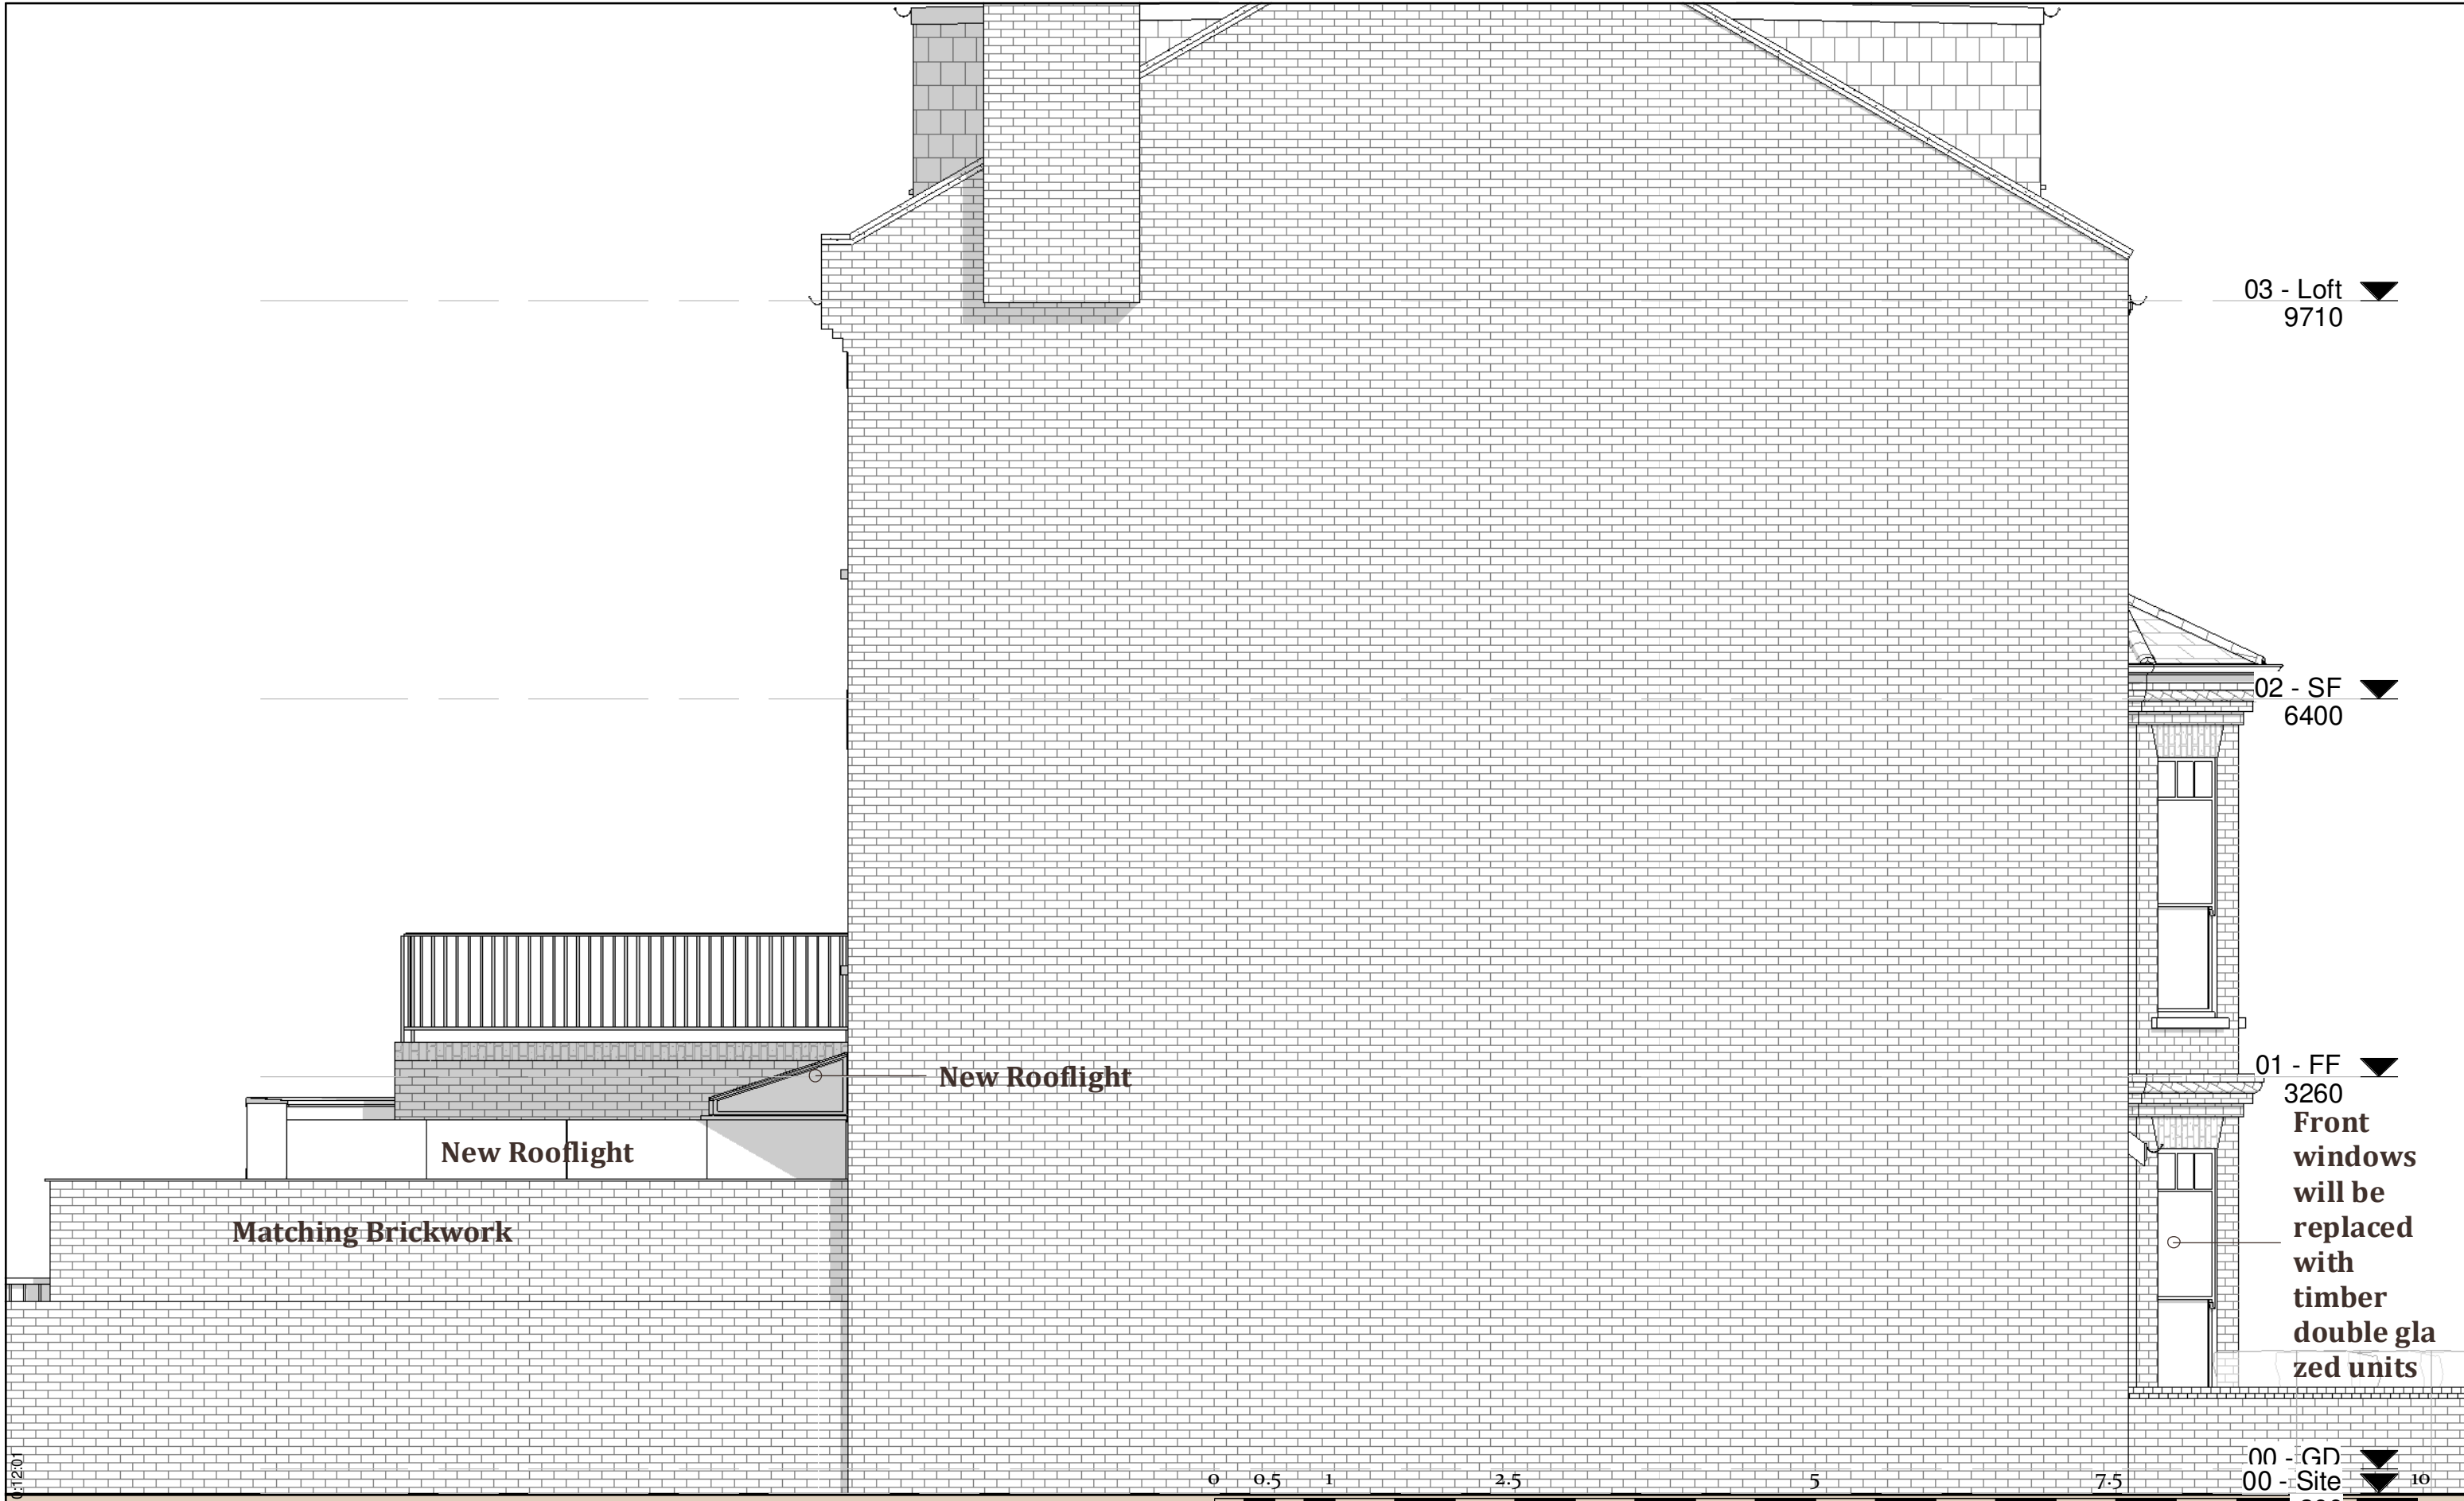 03 - Loft
9710
02 - SF
6400
01 - FF
3260
New Rooflight
New Rooflight
Matching Brickwork
Front
windows
will be
replaced
with
timber
double gla
zed units
00 - GD
00 - Site
0 0.5 1 2.5 5 7.5 10